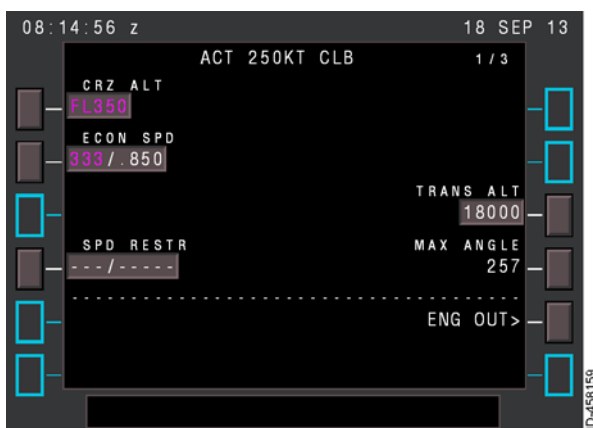 08:14:56 z 18 SEP 13
ACT 250KT CLB 1/3
CRZ ALT
FL350
ECON SPD
333/.850
TRANS ALT
18000
SPD RESTR MAX ANGLE
---/----- 257
ENG OUT>
D-458159